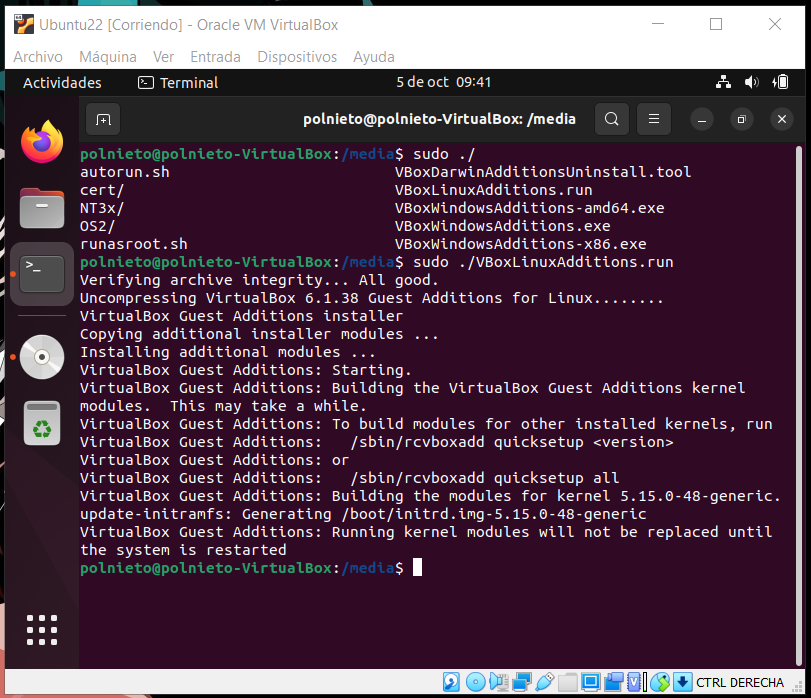 Ubuntu22 [Corriendo] - Oracle VM VirtualBox
Archivo Máquina Ver Entrada Dispositivos Ayuda
Actividades Terminal 5 de oct 09:41
polnieto@polnieto-VirtualBox: /media
polnieto@polnieto-VirtualBox:/media$ sudo ./
autorun.sh VBoxDarwinAdditionsUninstall.tool
cert/ VBoxLinuxAdditions.run
NT3x/ VBoxWindowsAdditions-amd64.exe
OS2/ VBoxWindowsAdditions.exe
runasroot.sh VBoxWindowsAdditions-x86.exe
polnieto@polnieto-VirtualBox:/media$ sudo ./VBoxLinuxAdditions.run
Verifying archive integrity... All good.
Uncompressing VirtualBox 6.1.38 Guest Additions for Linux........
VirtualBox Guest Additions installer
Copying additional installer modules ...
Installing additional modules ...
VirtualBox Guest Additions: Starting.
VirtualBox Guest Additions: Building the VirtualBox Guest Additions kernel
modules.  This may take a while.
VirtualBox Guest Additions: To build modules for other installed kernels, run
VirtualBox Guest Additions:   /sbin/rcvboxadd quicksetup <version>
VirtualBox Guest Additions: or
VirtualBox Guest Additions:   /sbin/rcvboxadd quicksetup all
VirtualBox Guest Additions: Building the modules for kernel 5.15.0-48-generic.
update-initramfs: Generating /boot/initrd.img-5.15.0-48-generic
VirtualBox Guest Additions: Running kernel modules will not be replaced until
the system is restarted
polnieto@polnieto-VirtualBox:/media$
CTRL DERECHA